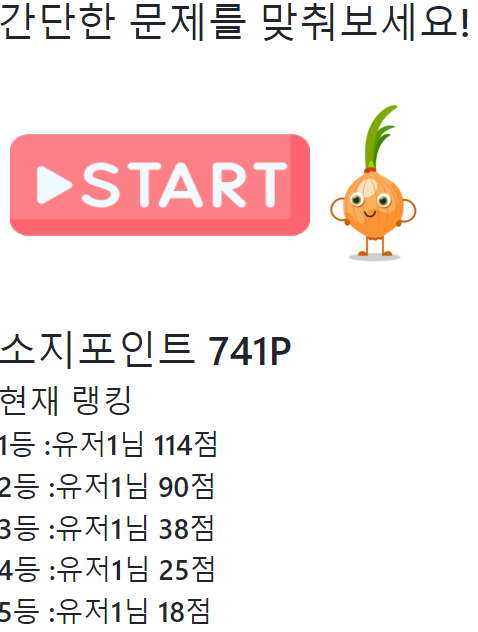 간단한 문제를 맞춰보세요!
START
소지포인트 741P
현재 랭킹
1등 :유저1님 114점
2등 :유저1님 90점
3등 :유저1님 38점
4등 :유저1님 25점
5등 :유저1님 18점